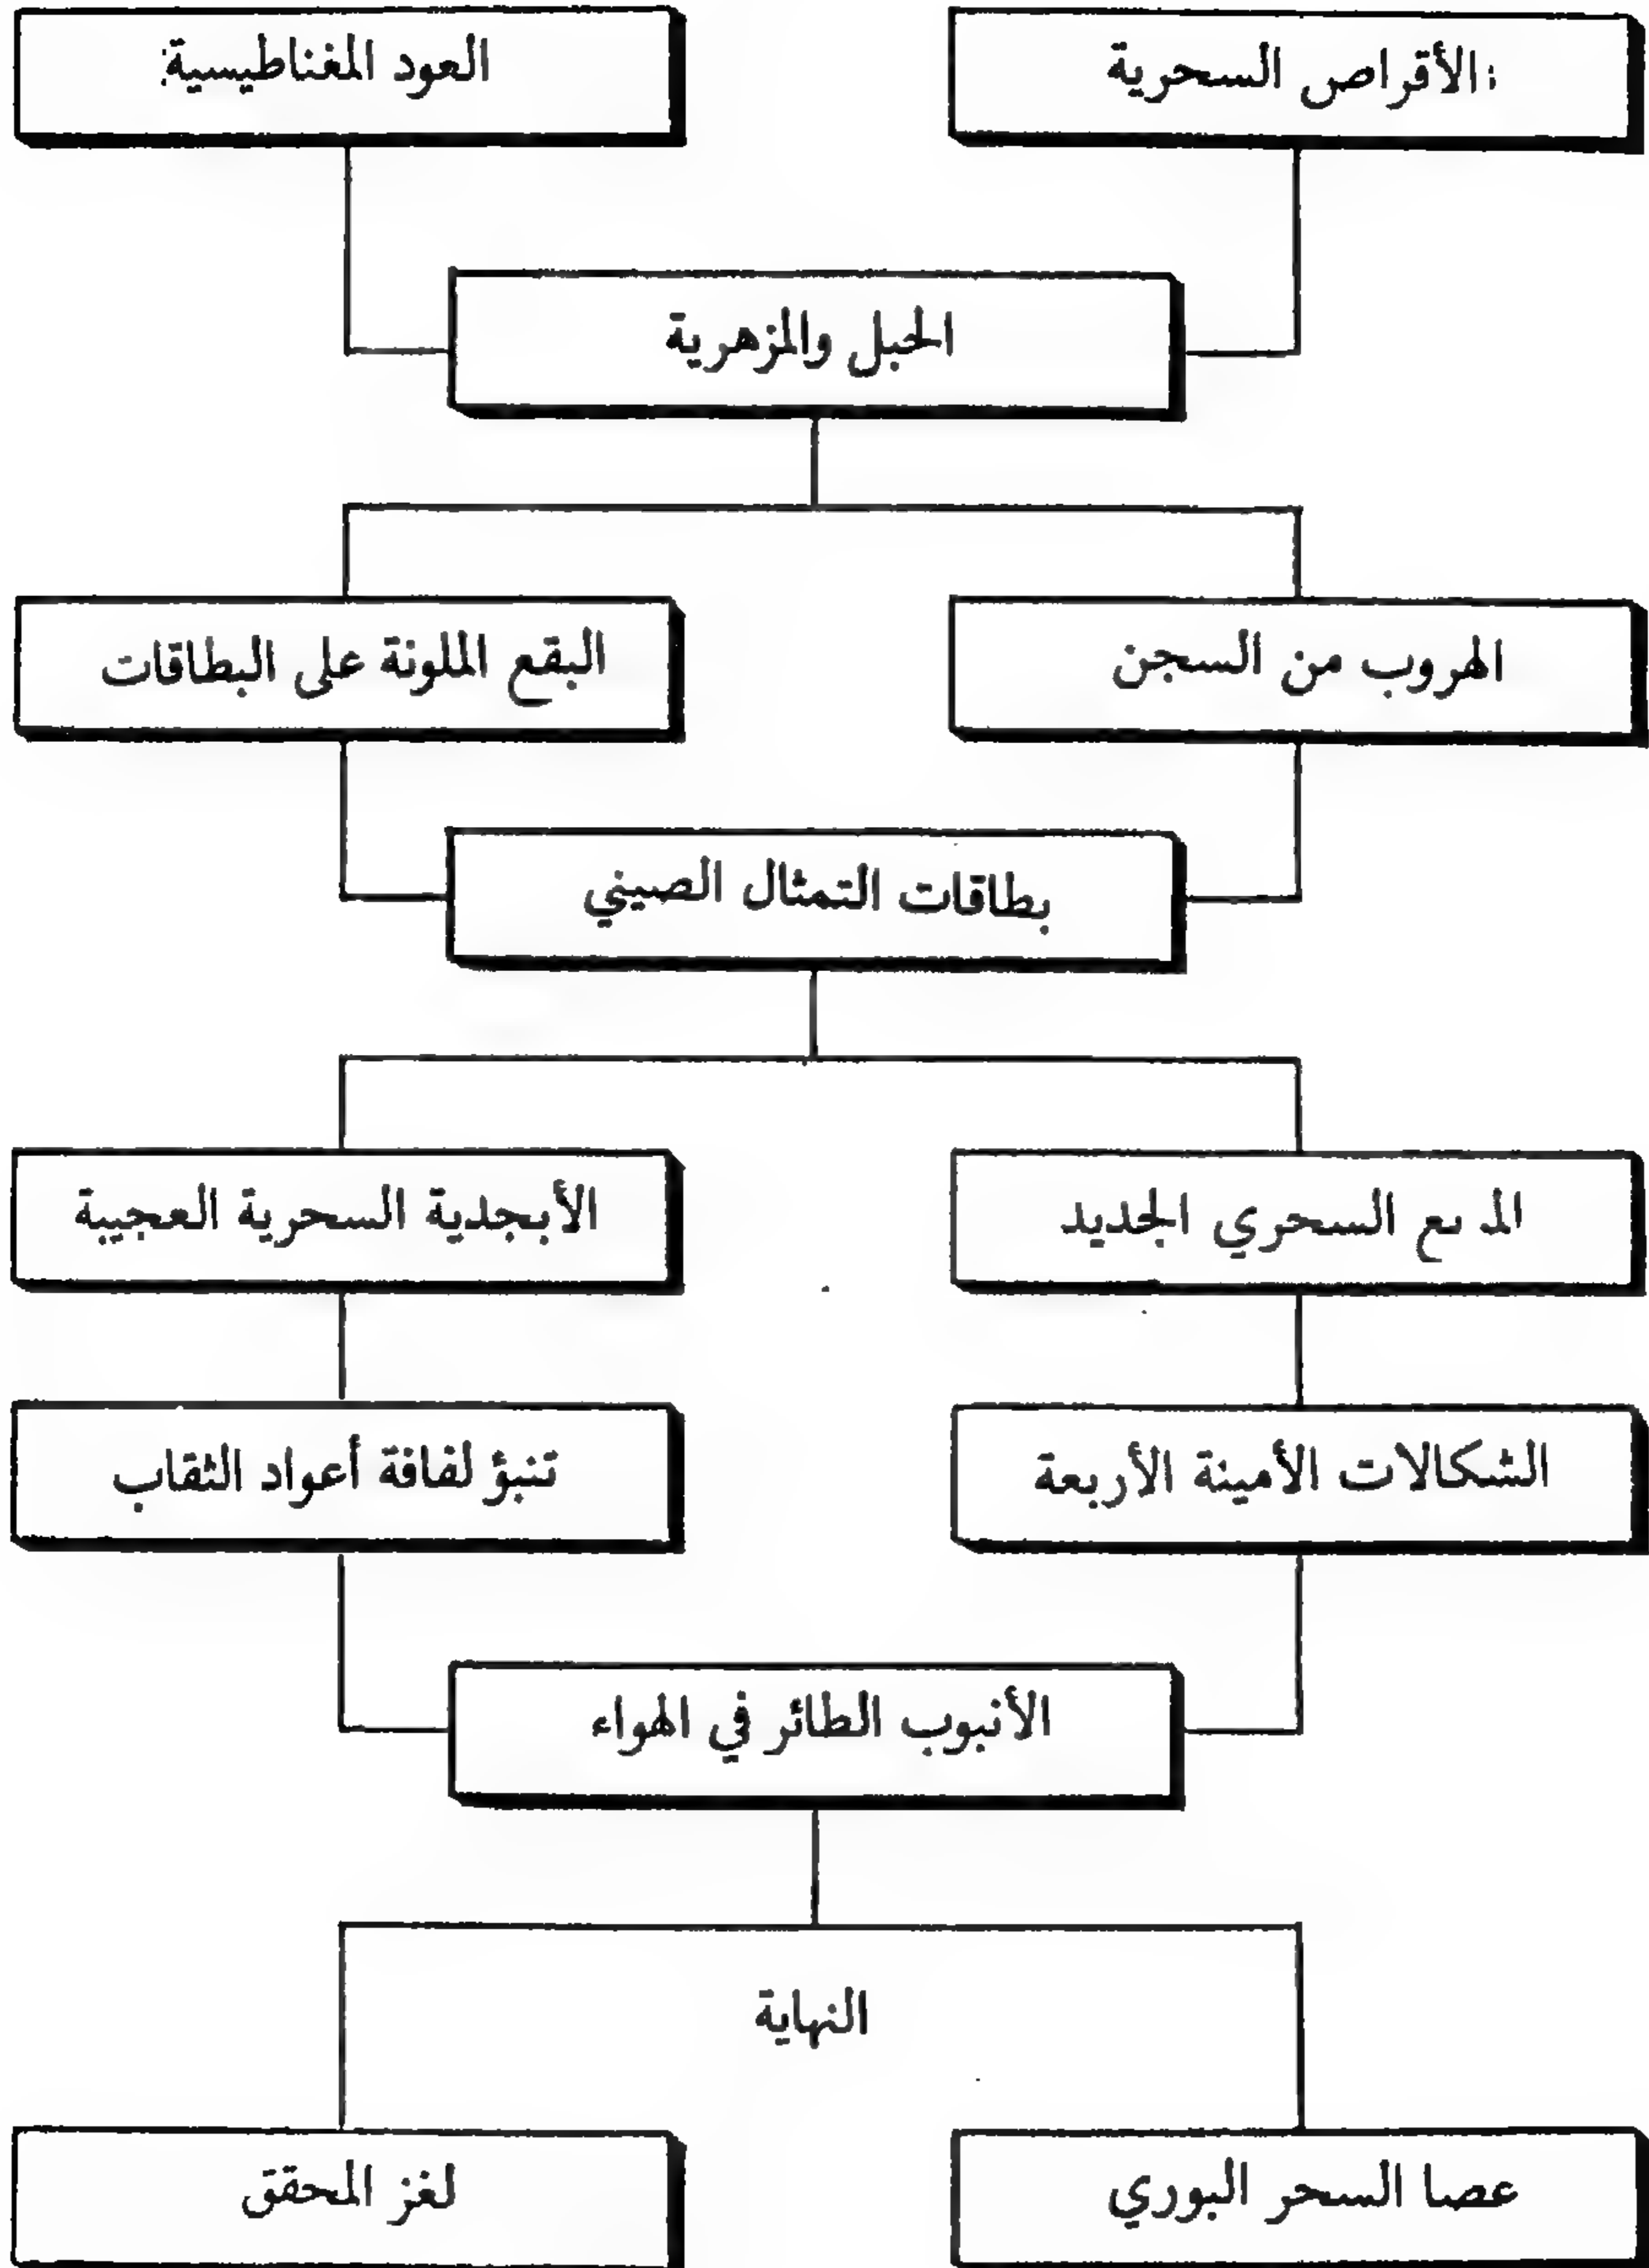 الأقراص السحرية
العود المغناطيسية
الحبل والمزهرية
الهروب من السجن
البقع الملونة على البطاقات
بطاقات التمثال الصيني
السحري الجديد
الأبجدية السحرية العجيبة
الشكالات الأمينة الأربعة
تنبؤ لفافة أعواد الثقاب
الأنبوب الطائر في الهواء
النهاية
عصا السحر البوري
لغز المحقق